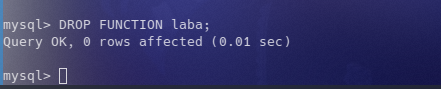 mysql> DROP FUNCTION laba;
Query OK, 0 rows affected (0.01 sec)
mysql>